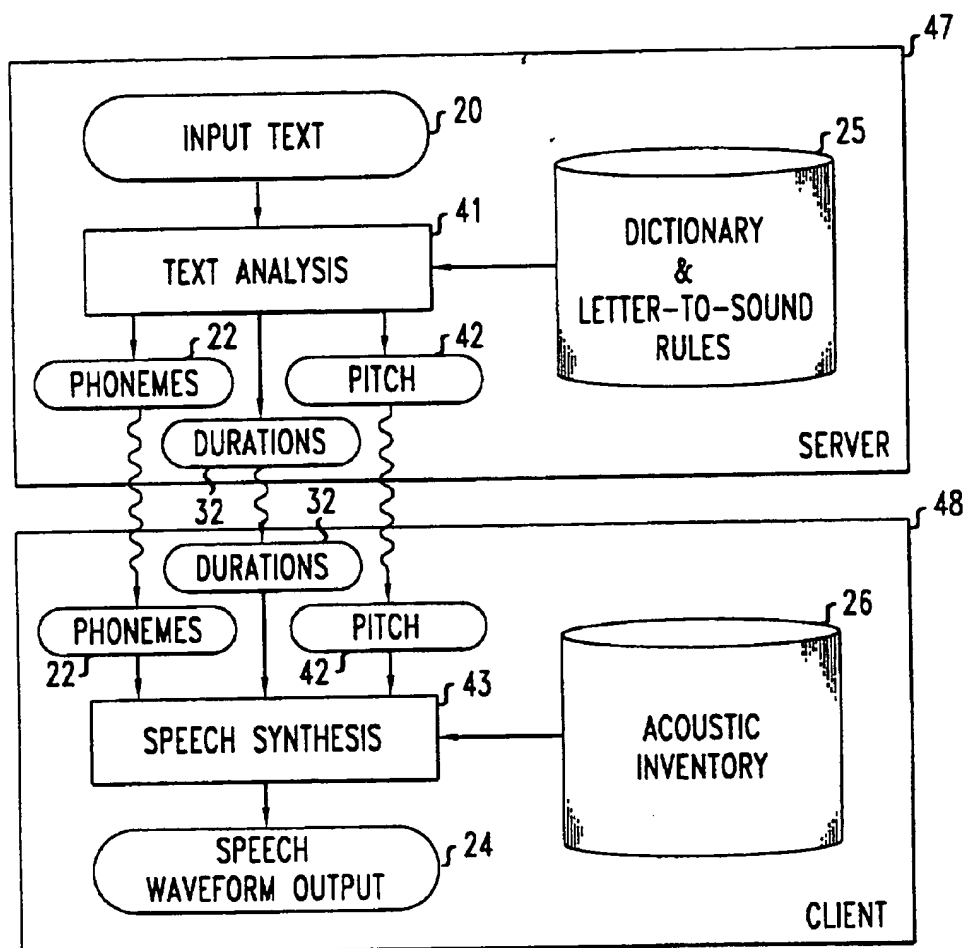 47
INPUT TEXT
20
25
41
TEXT ANALYSIS
DICTIONARY
&
LETTER-TO-SOUND
RULES
22
42
PHONEMES
PITCH
DURATIONS
SERVER
32
32
48
DURATIONS
26
PHONEMES
PITCH
22
42
43
SPEECH SYNTHESIS
ACOUSTIC
INVENTORY
SPEECH
WAVEFORM OUTPUT
24
CLIENT